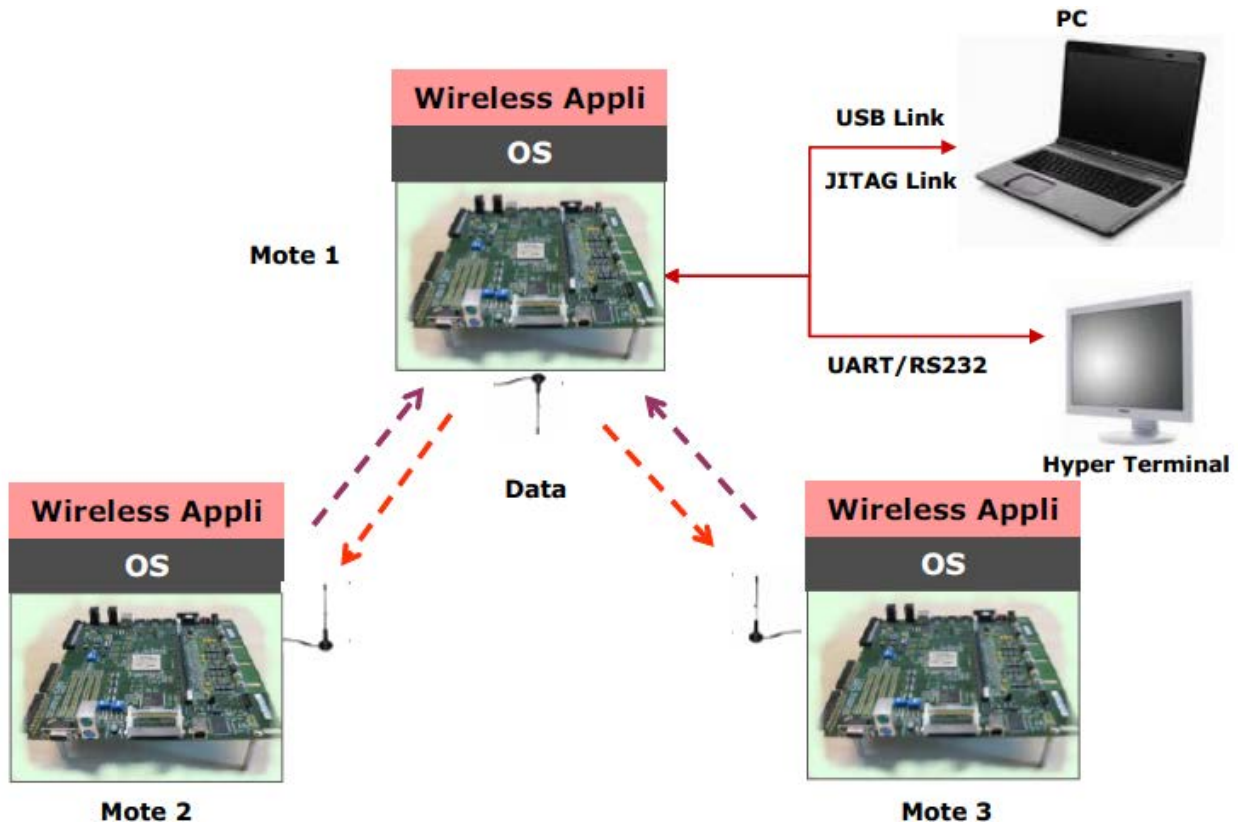 PC
Wireless Appli
OS
USB Link
JITAG Link
Mote 1
UART/RS232
Hyper Terminal
Data
Wireless Appli
OS
Mote 2
Wireless Appli
OS
Mote 3